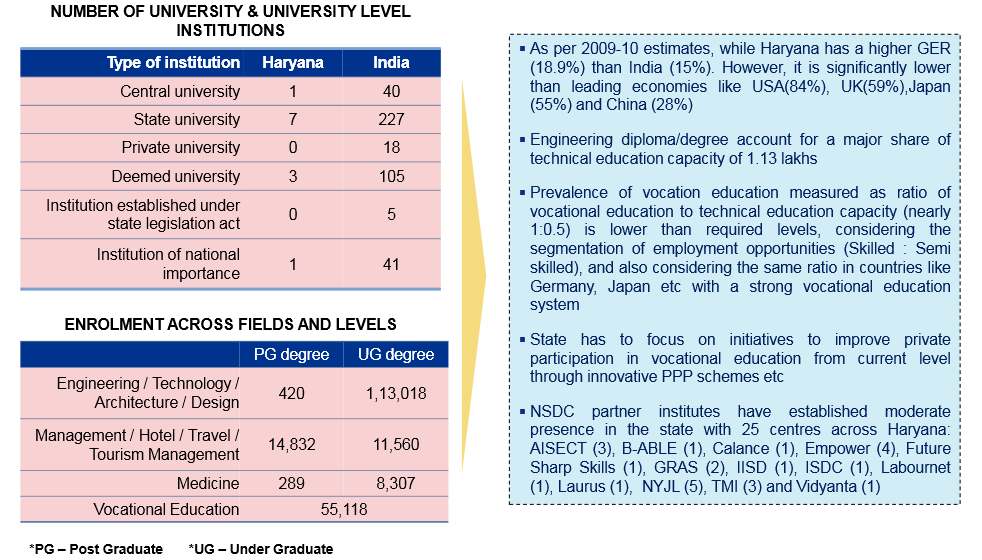 NUMBER OF UNIVERSITY & UNIVERSITY LEVEL
INSTITUTIONS
Type of institution Haryana India
Central university 1 40
State university 7 227
Private university 0 18
Deemed university 3 105
Institution established under
state legislation act 0 5
Institution of national
importance 1 41
ENROLMENT ACROSS FIELDS AND LEVELS
PG degree UG degree
Engineering / Technology /
Architecture / Design 420 1,13,018
Management / Hotel / Travel /
Tourism Management 14,832 11,560
Medicine 289 8,307
Vocational Education 55,118
*PG – Post Graduate *UG – Under Graduate
▪ As per 2009-10 estimates, while Haryana has a higher GER
(18.9%) than India (15%). However, it is significantly lower
than leading economies like USA(84%), UK(59%),Japan
(55%) and China (28%)
▪ Engineering diploma/degree account for a major share of
technical education capacity of 1.13 lakhs
▪ Prevalence of vocation education measured as ratio of
vocational education to technical education capacity (nearly
1:0.5) is lower than required levels, considering the
segmentation of employment opportunities (Skilled : Semi
skilled), and also considering the same ratio in countries like
Germany, Japan etc with a strong vocational education
system
▪ State has to focus on initiatives to improve private
participation in vocational education from current level
through innovative PPP schemes etc
▪ NSDC partner institutes have established moderate
presence in the state with 25 centres across Haryana:
AISECT (3), B-ABLE (1), Calance (1), Empower (4), Future
Sharp Skills (1), GRAS (2), IISD (1), ISDC (1), Labournet
(1), Laurus (1), NYJL (5), TMI (3) and Vidyanta (1)